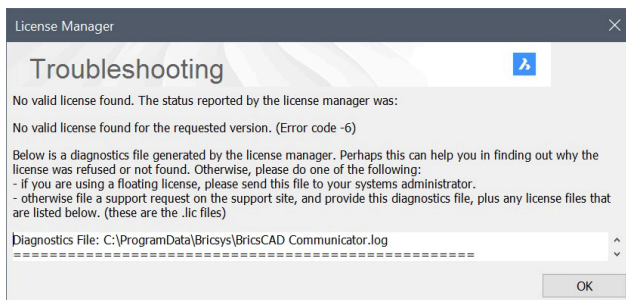 License Manager
Troubleshooting
No valid license found. The status reported by the license manager was:
No valid license found for the requested version. (Error code -6)
Below is a diagnostics file generated by the license manager. Perhaps this can help you in finding out why the
license was refused or not found. Otherwise, please do one of the following:
- if you are using a floating license, please send this file to your systems administrator.
- otherwise file a support request on the support site, and provide this diagnostic file, plus any license files that
are listed below. (these are the .lic files)
Diagnostics File: C:\ProgramData\Bricsys\BricsCAD Communicator.log
===================================================
OK